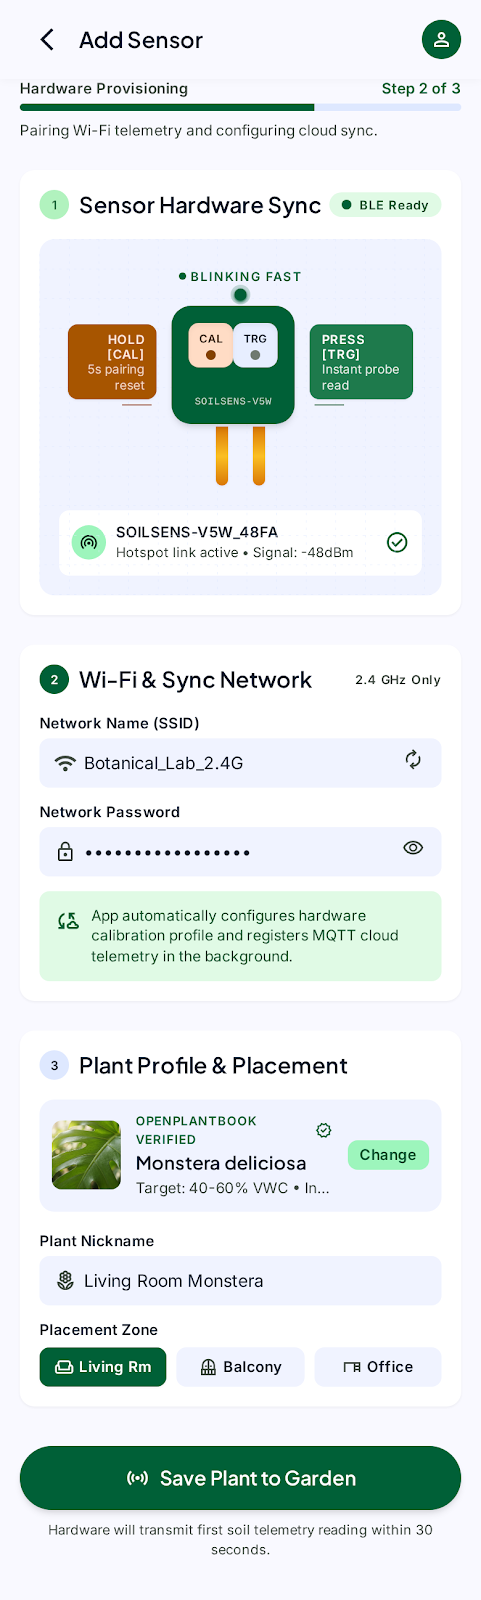 Add Sensor
Hardware Provisioning
Step 2 of 3
Pairing Wi-Fi telemetry and configuring cloud sync.
1
Sensor Hardware Sync
BLE Ready
BLINKING FAST
HOLD
[CAL]
5s pairing
reset
CAL
TRG
SOILSENS-V5W
PRESS
[TRG]
Instant probe
read
SOILSENS-V5W_48FA
Hotspot link active • Signal: -48dBm
2
Wi-Fi & Sync Network
2.4 GHz Only
Network Name (SSID)
Botanical_Lab_2.4G
Network Password
•••••••••••••••••
App automatically configures hardware
calibration profile and registers MQTT cloud
telemetry in the background.
3
Plant Profile & Placement
OPENPLANTBOOK
VERIFIED
Monstera deliciosa
Target: 40-60% VWC • In...
Change
Plant Nickname
Living Room Monstera
Placement Zone
Living Rm
Balcony
Office
Save Plant to Garden
Hardware will transmit first soil telemetry reading within 30
seconds.